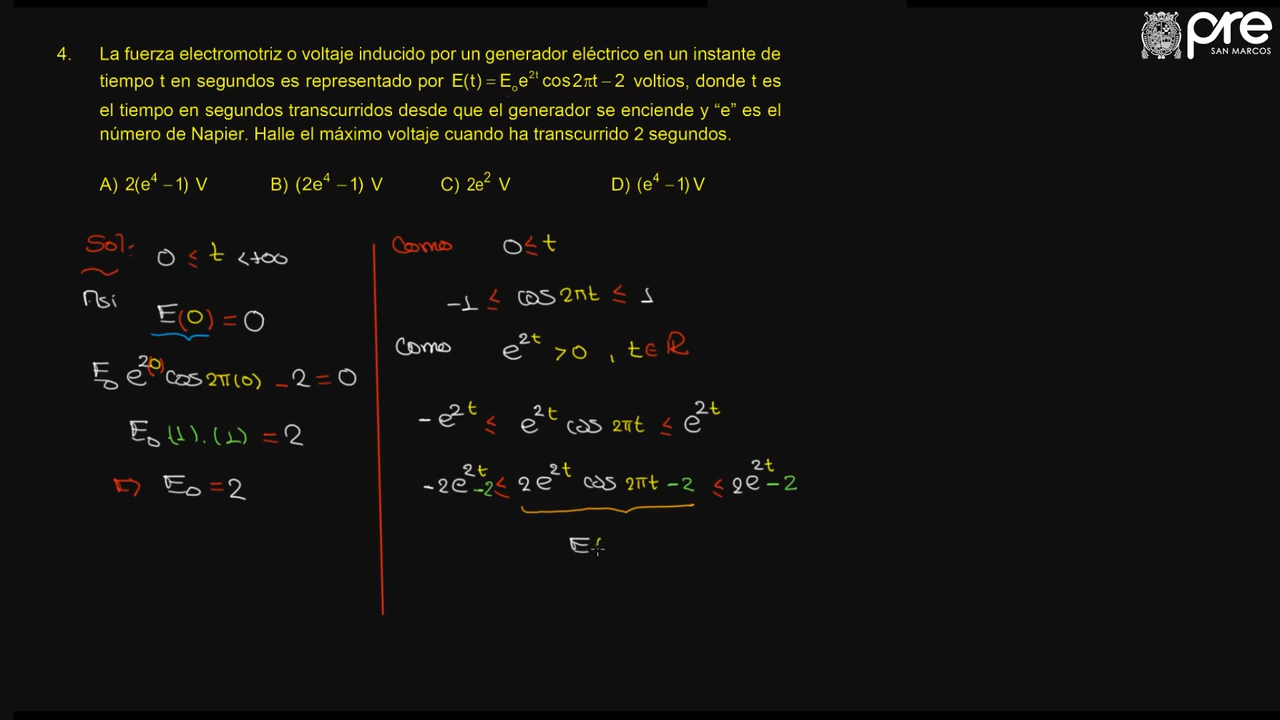 pre
SAN MARCOS
4. La fuerza electromotriz o voltaje inducido por un generador eléctrico en un instante de
tiempo t en segundos es representado por E(t) = E₀e²ᵗ cos2πt − 2 voltios, donde t es
el tiempo en segundos transcurridos desde que el generador se enciende y “e” es el
número de Napier. Halle el máximo voltaje cuando ha transcurrido 2 segundos.
A) 2(e⁴ − 1) V B) (2e⁴ − 1) V C) 2e² V D) (e⁴ − 1) V
Sol: 0 ≤ t < +∞
Asi
E(0) = 0
E₀ e²⁽⁰⁾ cos 2π(0) − 2 = 0
E₀ (1).(1) = 2
⇒ E₀ = 2
Como 0 ≤ t
−1 ≤ cos 2πt ≤ 1
Como e²ᵗ > 0 , t ∈ ℝ
−e²ᵗ ≤ e²ᵗ cos 2πt ≤ e²ᵗ
−2e²ᵗ −2 ≤ 2e²ᵗ cos 2πt − 2 ≤ 2e²ᵗ − 2
E(